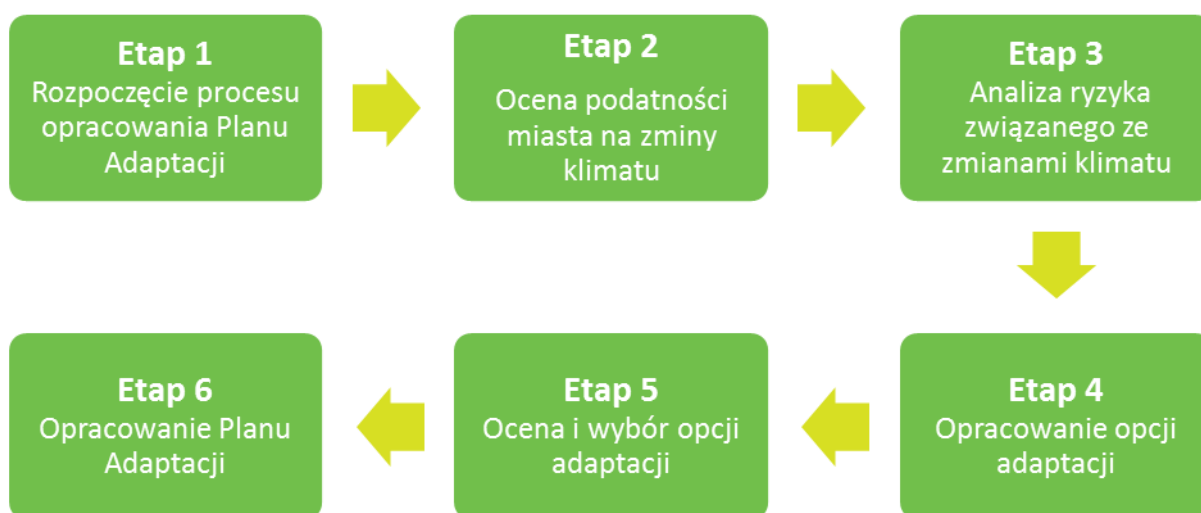 Etap 1
Rozpoczęcie procesu
opracowania Planu
Adaptacji
Etap 2
Ocena podatności
miasta na zminy
klimatu
Etap 3
Analiza ryzyka
związanego ze
zmianami klimatu
Etap 4
Opracowanie opcji
adaptacji
Etap 5
Ocena i wybór opcji
adaptacji
Etap 6
Opracowanie Planu
Adaptacji